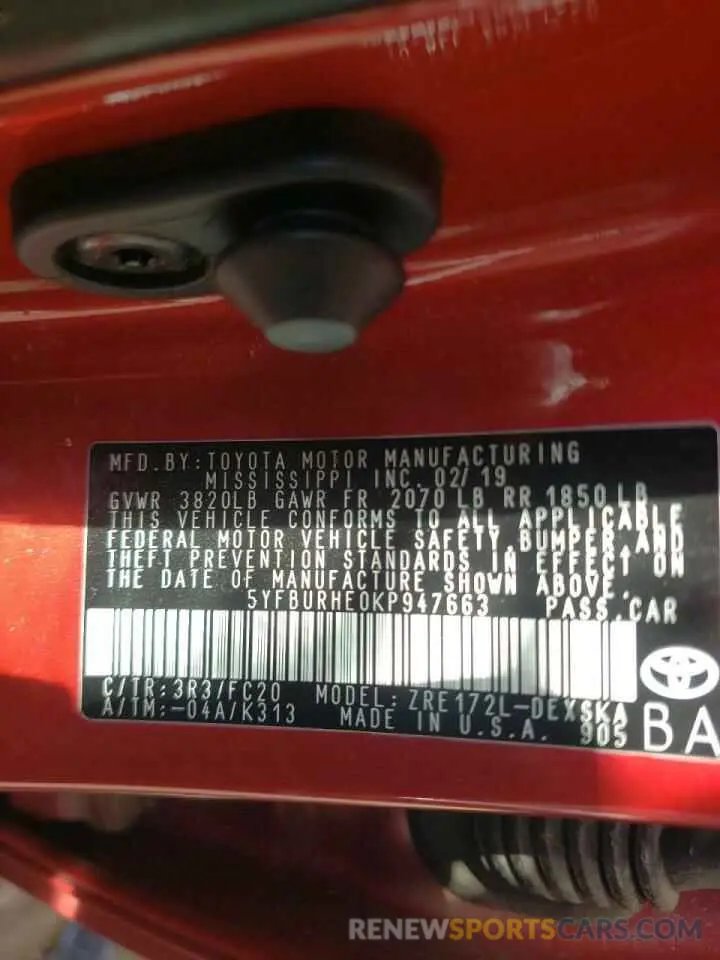 MFD. BY: TOYOTA MOTOR MANUFACTURING
MISSISSIPPI INC. 02/19
GVWR 3820LB GAWR FR 2070 LB RR 1850 LB
THIS VEHICLE CONFORMS TO ALL APPLICABLE
FEDERAL MOTOR VEHICLE SAFETY, BUMPER, AND
THEFT PREVENTION STANDARDS IN EFFECT ON
THE DATE OF MANUFACTURE SHOWN ABOVE.
5YFBURHE0KP947663 PASS. CAR
C/TR: 3R3/FC20 MODEL: ZRE172L-DEXSKA
A/TM: -04A/K313 MADE IN U.S.A. 905
BA
RENEWSPORTSCARS.COM